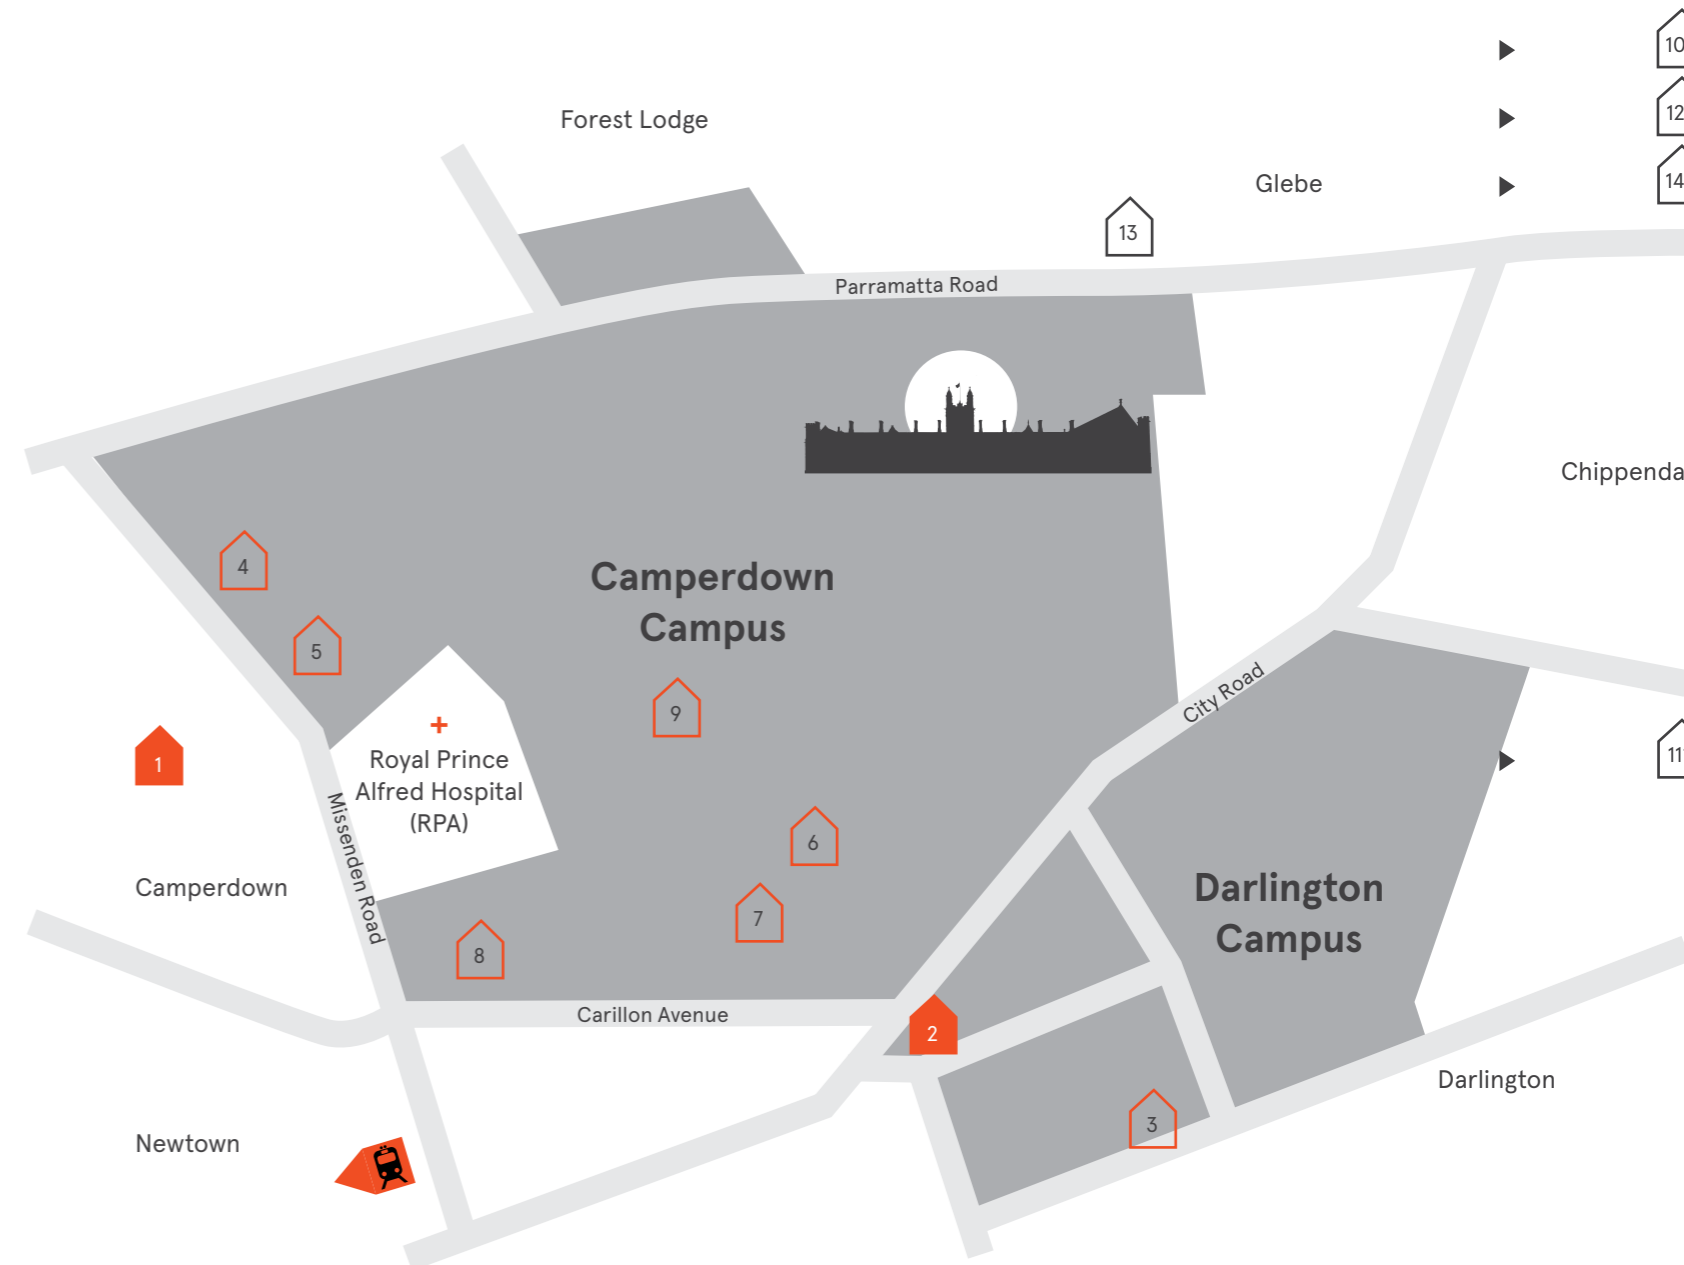 10
Forest Lodge
12
Glebe
14
13
Parramatta Road
Chippenda
4
Camperdown
Campus
5
City Road
9
1
Royal Prince
Alfred Hospital
(RPA)
11
Missenden Road
6
Camperdown
Darlington
Campus
7
8
Carillon Avenue
2
Darlington
3
Newtown